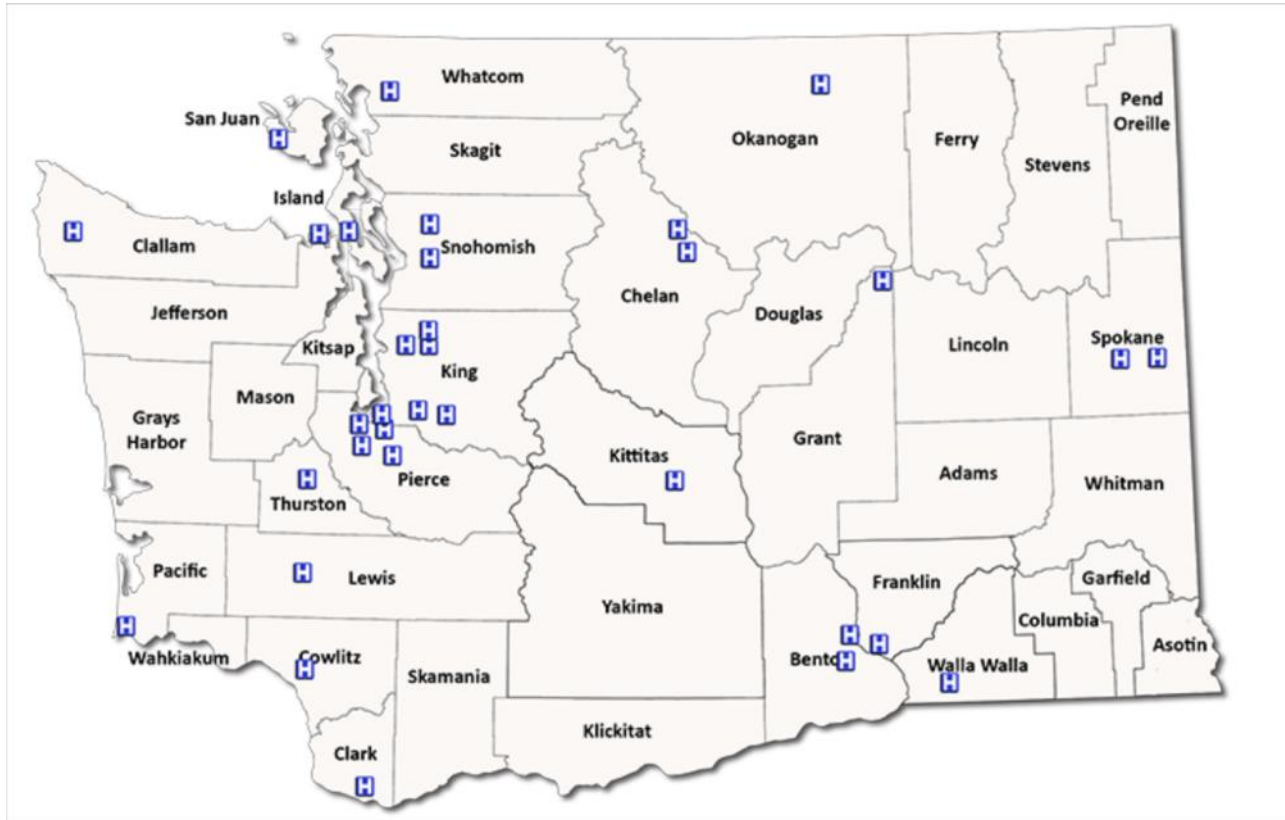 Whatcom
Pend
Oreille
San Juan
Okanogan
Ferry
Skagit
Stevens
Island
Clallam
Snohomish
Chelan
Jefferson
Douglas
Spokane
Lincoln
Kitsap
King
Mason
Grays
Harbor
Grant
Kittitas
Adams
Pierce
Whitman
Thurston
Pacific
Lewis
Franklin
Garfield
Yakima
Columbia
Asotin
Wahkiakum
Cowlitz
Bento
Walla Walla
Skamania
Klickitat
Clark